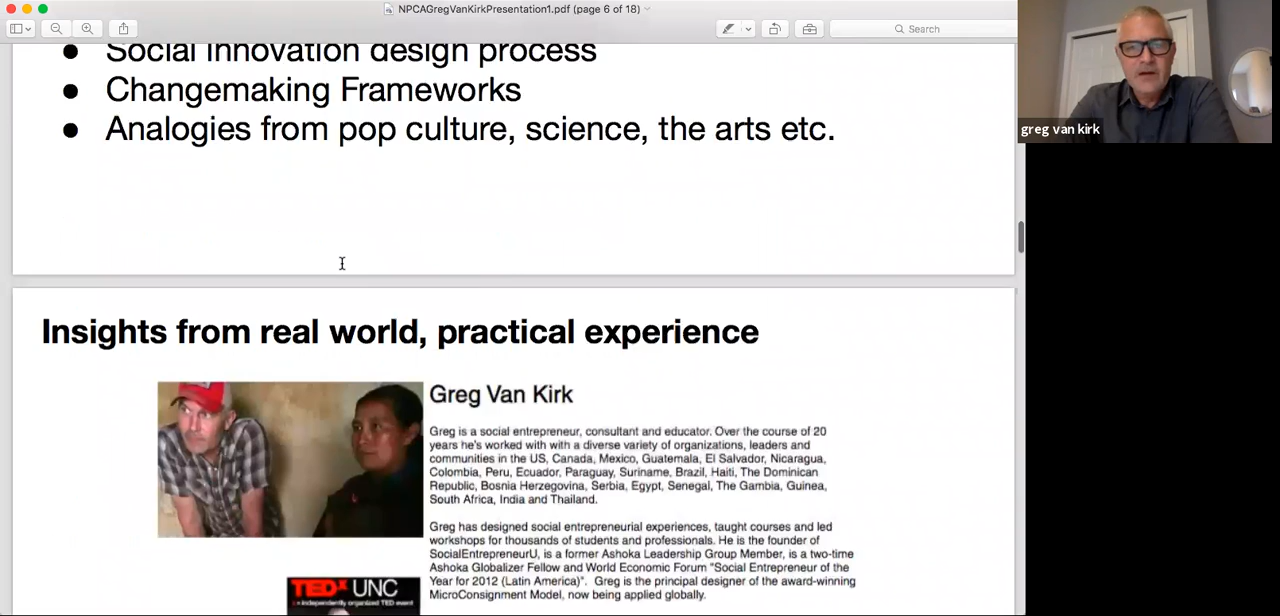 NPCAGregVanKirkPresentation1.pdf (page 6 of 18)
Search
greg van kirk
Social Innovation design process
Changemaking Frameworks
Analogies from pop culture, science, the arts etc.
Insights from real world, practical experience
Greg Van Kirk
Greg is a social entrepreneur, consultant and educator. Over the course of 20
years he's worked with with a diverse variety of organizations, leaders and
communities in the US, Canada, Mexico, Guatemala, El Salvador, Nicaragua,
Colombia, Peru, Ecuador, Paraguay, Suriname, Brazil, Haiti, The Dominican
Republic, Bosnia Herzegovina, Serbia, Egypt, Senegal, The Gambia, Guinea,
South Africa, India and Thailand.
Greg has designed social entrepreneurial experiences, taught courses and led
workshops for thousands of students and professionals. He is the founder of
SocialEntrepreneurU, is a former Ashoka Leadership Group Member, is a two-time
Ashoka Globalizer Fellow and World Economic Forum "Social Entrepreneur of the
Year for 2012 (Latin America)". Greg is the principal designer of the award-winning
MicroConsignment Model, now being applied globally.
TEDx UNC
x = independently organized TED event